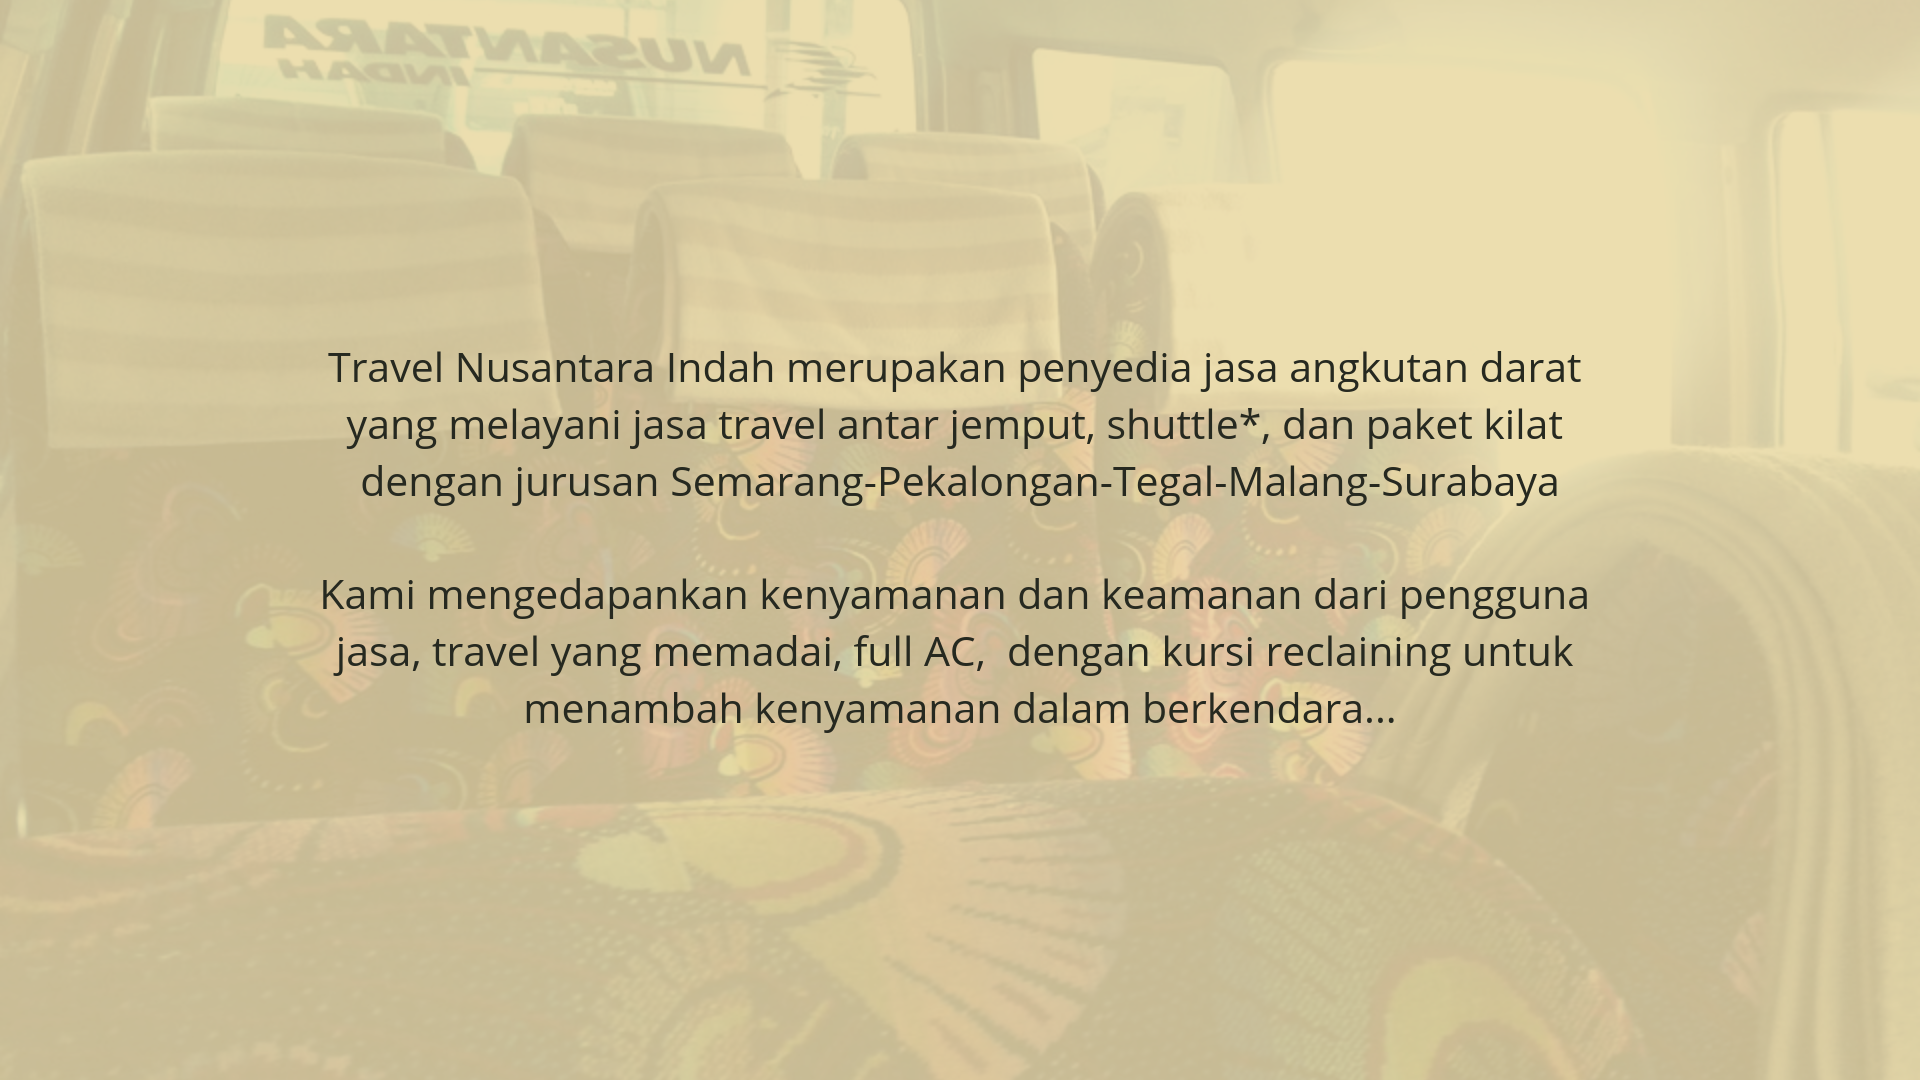 NUSANTARA
INDAH
Travel Nusantara Indah merupakan penyedia jasa angkutan darat
yang melayani jasa travel antar jemput, shuttle*, dan paket kilat
dengan jurusan Semarang-Pekalongan-Tegal-Malang-Surabaya
Kami mengedapankan kenyamanan dan keamanan dari pengguna
jasa, travel yang memadai, full AC, dengan kursi reclaining untuk
menambah kenyamanan dalam berkendara...